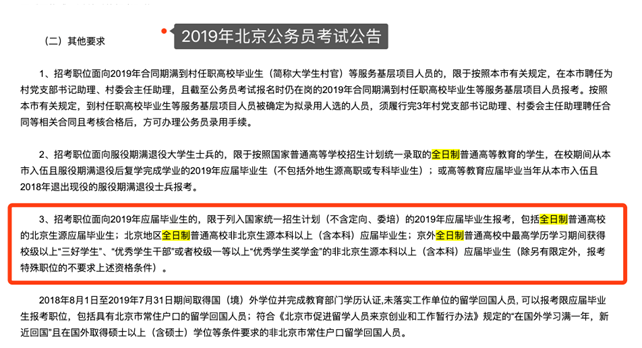 2019年北京公务员考试公告
（二）其他要求
1、招考职位面向2019年合同期满到村任职高校毕业生（简称大学生村官）等服务基层项目人员的，限于按照本市有关规定，在本市聘任为
村党支部书记助理、村委会主任助理，且截至公务员考试报名时仍在岗的2019年合同期满到村任职高校毕业生等服务基层项目人员报考。按照
本市有关规定，到村任职高校毕业生等服务基层项目人员被确定为拟录用人选的人员，须履行完3年村党支部书记助理、村委会主任助理聘任合
同等相关合同且考核合格后，方可办理公务员录用手续。
2、招考职位面向服役期满退役大学生士兵的，限于按照国家普通高等学校招生计划统一录取的全日制普通高等教育的学生，在校期间从本
市入伍且服役期满退役后复学完成学业的2019年应届毕业生（不包括外地生源高职或专科毕业生）；或高等教育应届毕业当年从本市入伍且
2018年退出现役的服役期满退役士兵报考。
3、招考职位面向2019年应届毕业生的，限于列入国家统一招生计划（不含定向、委培）的2019年应届毕业生报考，包括全日制普通高校
的北京生源应届毕业生；北京地区全日制普通高校非北京生源本科以上（含本科）应届毕业生；京外全日制普通高校中最高学历学习期间获得
校级以上“三好学生”、“优秀学生干部”或者校级一等以上“优秀学生奖学金”的非北京生源本科以上（含本科）应届毕业生（除另有限定外，报考
特殊职位的不要求上述资格条件）。
2018年8月1日至2019年7月31日期间取得国（境）外学位并完成教育部门学历认证,未落实工作单位的留学回国人员，可以报考限应届毕业
生报考职位，包括具有北京市常住户口的留学回国人员；符合《北京市促进留学人员来京创业和工作暂行办法》规定的“在国外学习满一年，新
近回国”且在国外取得硕士以上（含硕士）学位等条件要求的非北京市常住户口留学回国人员。